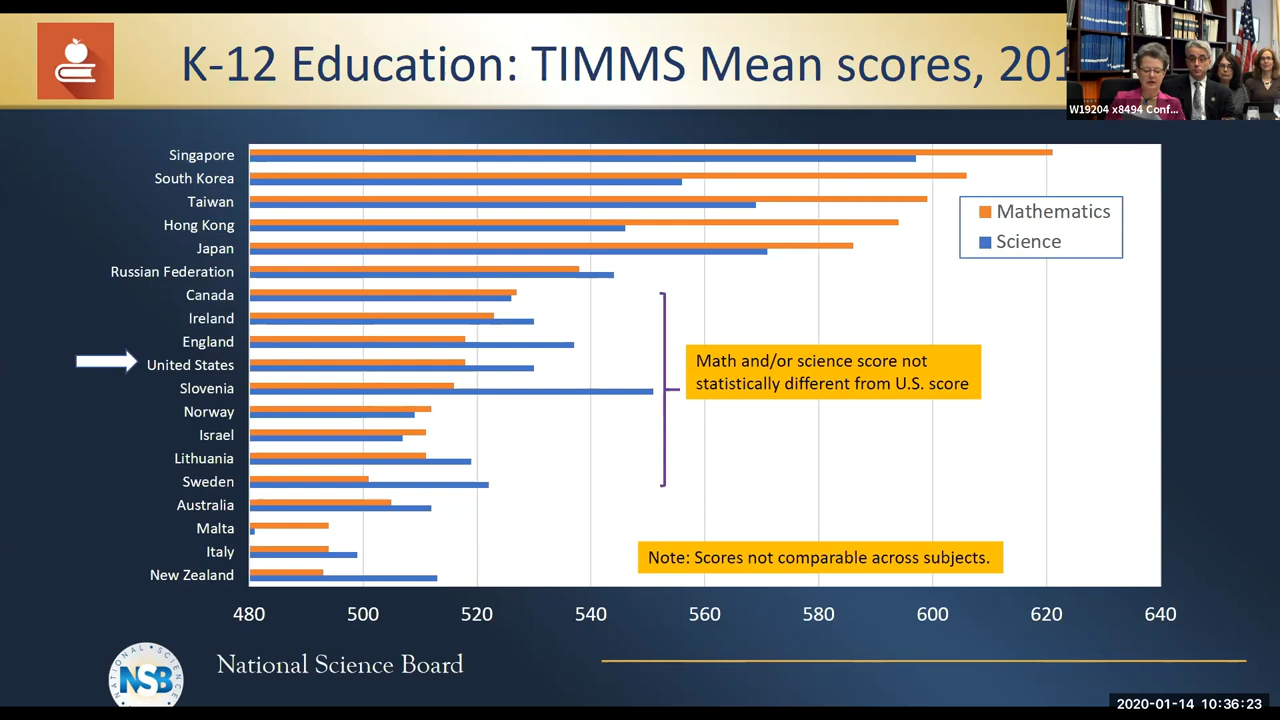 K-12 Education: TIMMS Mean scores, 201
W19204 x8494 Conf...
Singapore
South Korea
Taiwan
Hong Kong
Japan
Russian Federation
Canada
Ireland
England
United States
Slovenia
Norway
Israel
Lithuania
Sweden
Australia
Malta
Italy
New Zealand
Mathematics
Science
Math and/or science score not
statistically different from U.S. score
Note: Scores not comparable across subjects.
480 500 520 540 560 580 600 620 640
NATIONAL SCIENCE
NSB
National Science Board
2020-01-14 10:36:23